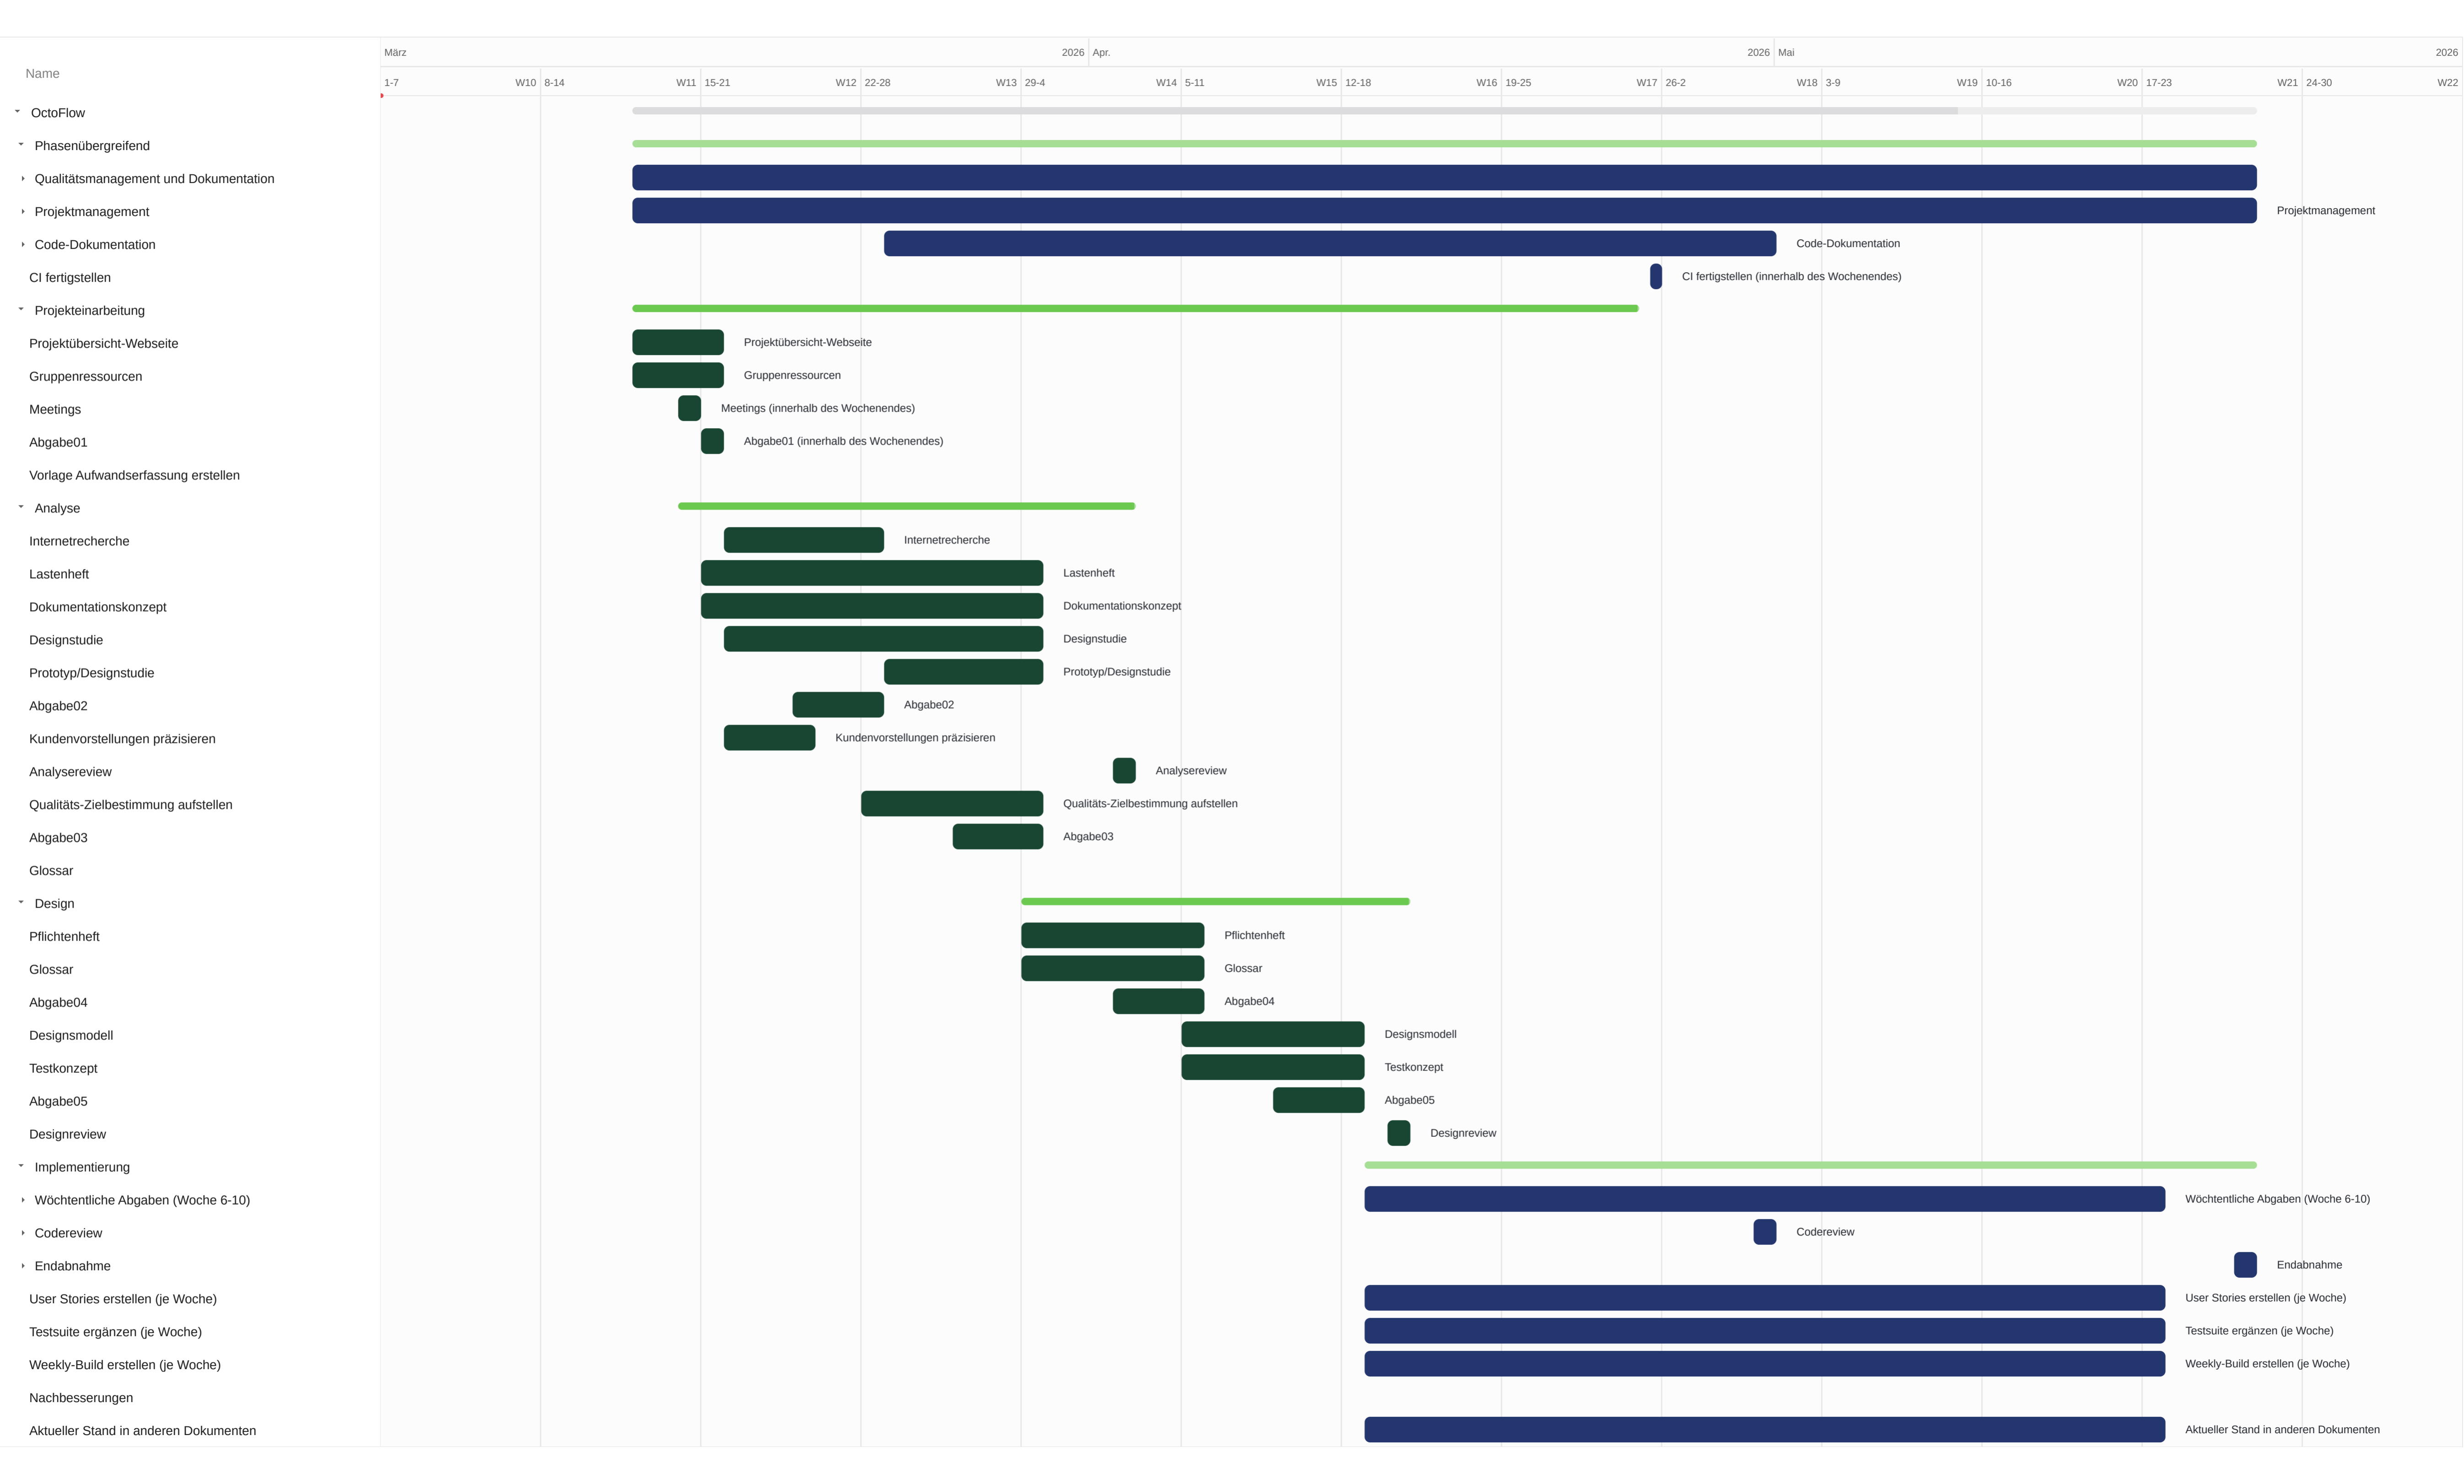 März 2026 Apr. 2026 Mai 2026
Name
1-7 W10 8-14 W11 15-21 W12 22-28 W13 29-4 W14 5-11 W15 12-18 W16 19-25 W17 26-2 W18 3-9 W19 10-16 W20 17-23 W21 24-30 W22
OctoFlow
Phasenübergreifend
Qualitätsmanagement und Dokumentation
Projektmanagement Projektmanagement
Code-Dokumentation Code-Dokumentation
CI fertigstellen CI fertigstellen (innerhalb des Wochenendes)
Projekteinarbeitung
Projektübersicht-Webseite Projektübersicht-Webseite
Gruppenressourcen Gruppenressourcen
Meetings Meetings (innerhalb des Wochenendes)
Abgabe01 Abgabe01 (innerhalb des Wochenendes)
Vorlage Aufwandserfassung erstellen
Analyse
Internetrecherche Internetrecherche
Lastenheft Lastenheft
Dokumentationskonzept Dokumentationskonzept
Designstudie Designstudie
Prototyp/Designstudie Prototyp/Designstudie
Abgabe02 Abgabe02
Kundenvorstellungen präzisieren Kundenvorstellungen präzisieren
Analysereview Analysereview
Qualitäts-Zielbestimmung aufstellen Qualitäts-Zielbestimmung aufstellen
Abgabe03 Abgabe03
Glossar
Design
Pflichtenheft Pflichtenheft
Glossar Glossar
Abgabe04 Abgabe04
Designsmodell Designsmodell
Testkonzept Testkonzept
Abgabe05 Abgabe05
Designreview Designreview
Implementierung
Wöchtentliche Abgaben (Woche 6-10) Wöchtentliche Abgaben (Woche 6-10)
Codereview Codereview
Endabnahme Endabnahme
User Stories erstellen (je Woche) User Stories erstellen (je Woche)
Testsuite ergänzen (je Woche) Testsuite ergänzen (je Woche)
Weekly-Build erstellen (je Woche) Weekly-Build erstellen (je Woche)
Nachbesserungen
Aktueller Stand in anderen Dokumenten Aktueller Stand in anderen Dokumenten